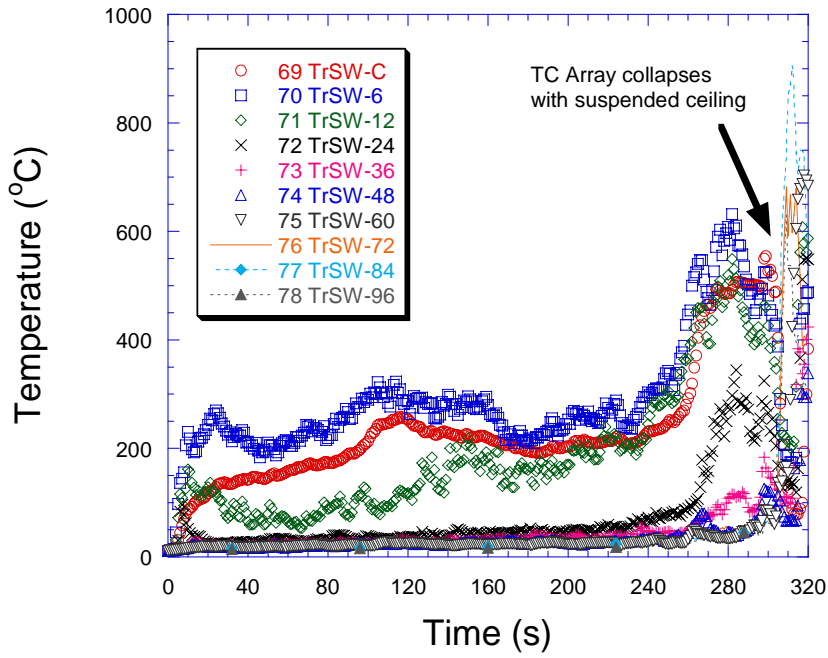 1000
800
600
400
200
0
Temperature (°C)
69 TrSW-C
70 TrSW-6
71 TrSW-12
72 TrSW-24
73 TrSW-36
74 TrSW-48
75 TrSW-60
76 TrSW-72
77 TrSW-84
78 TrSW-96
TC Array collapses
with suspended ceiling
0 40 80 120 160 200 240 280 320
Time (s)